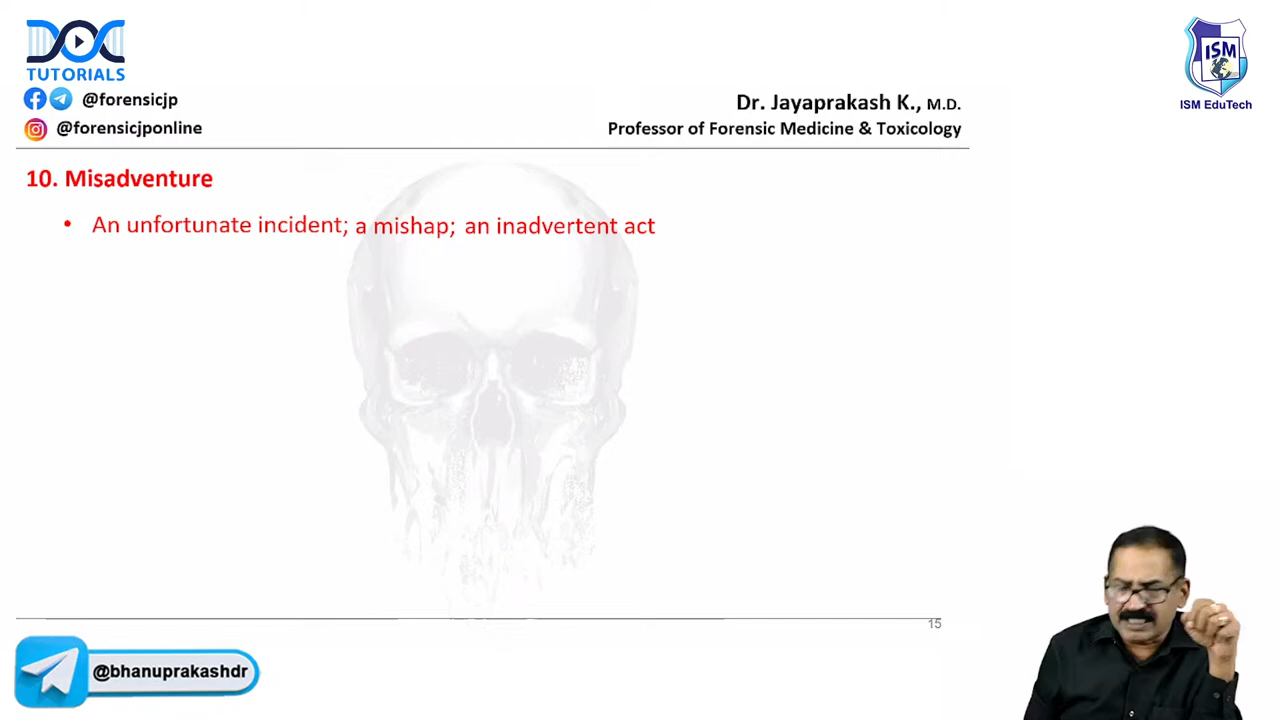 TUTORIALS
@forensicjp
@forensicjponline
Dr. Jayaprakash K., M.D.
Professor of Forensic Medicine & Toxicology
ISM
ISM EduTech
10. Misadventure
• An unfortunate incident; a mishap; an inadvertent act
15
@bhanuprakashdr